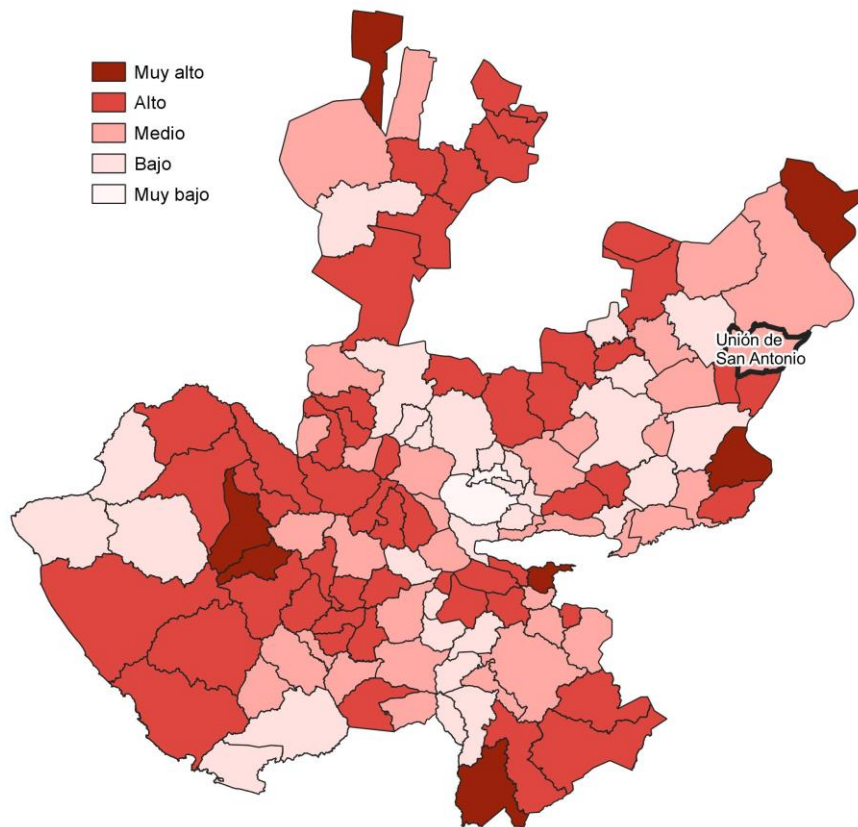 Muy alto
Alto
Medio
Bajo
Muy bajo
Unión de
San Antonio